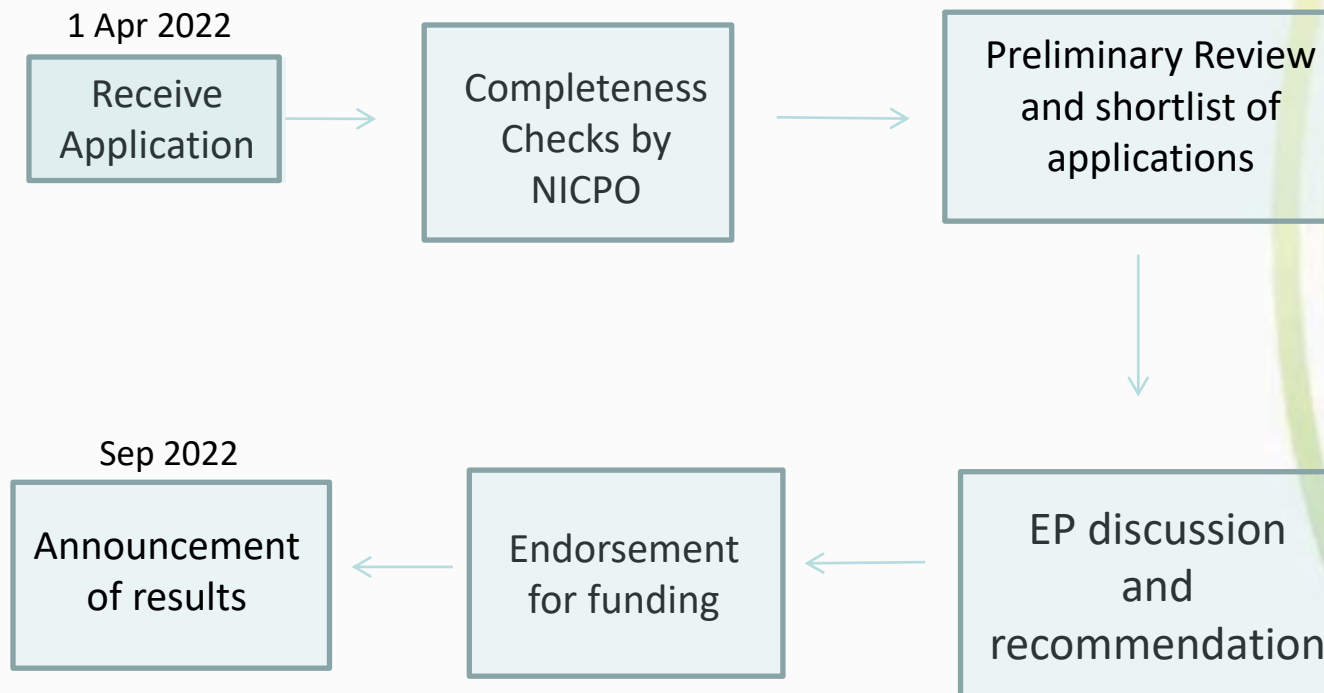 1 Apr 2022
Receive
Application
Completeness
Checks by
NICPO
Preliminary Review
and shortlist of
applications
EP discussion
and
recommendation
Endorsement
for funding
Sep 2022
Announcement
of results